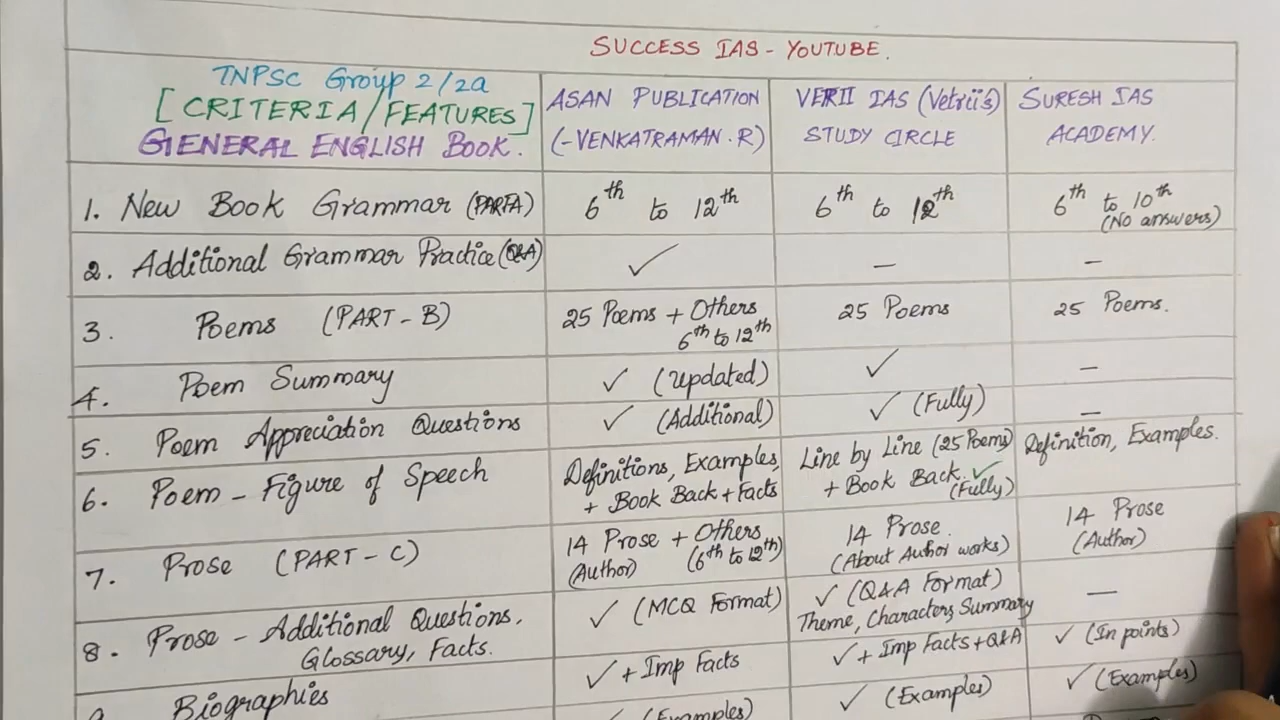 SUCCESS IAS - YOUTUBE.
TNPSC Group 2/2a
[CRITERIA/FEATURES]
GENERAL ENGLISH BOOK.
ASAN PUBLICATION
(-VENKATRAMAN.R)
VERII IAS (Vetrii's)
STUDY CIRCLE
SURESH IAS
ACADEMY.
1. New Book Grammar (PART A)
6th to 12th
6th to 12th
6th to 10th
(No answers)
2. Additional Grammar Practice (Q&A)
✓
–
–
3. Poems (PART-B)
25 Poems + Others
6th to 12th
25 Poems
25 Poems.
4. Poem Summary
✓ (Updated)
✓
–
5. Poem Appreciation Questions
✓ (Additional)
✓ (Fully)
–
6. Poem - Figure of Speech
Definitions, Examples,
+ Book Back + Facts
Line by Line (25 Poems)
+ Book Back. ✓
(Fully)
Definition, Examples.
7. Prose (PART-C)
14 Prose + Others
(Author) (6th to 12th)
14 Prose.
(About Author works)
14 Prose
(Author)
8. Prose - Additional Questions,
Glossary, Facts.
✓ (MCQ Format)
✓ (Q&A Format)
Theme, Characters Summary
—
Biographies
✓ + Imp Facts
✓ + Imp Facts + Q&A
✓ (In points)
(Examples)
✓ (Examples)
✓ (Examples)